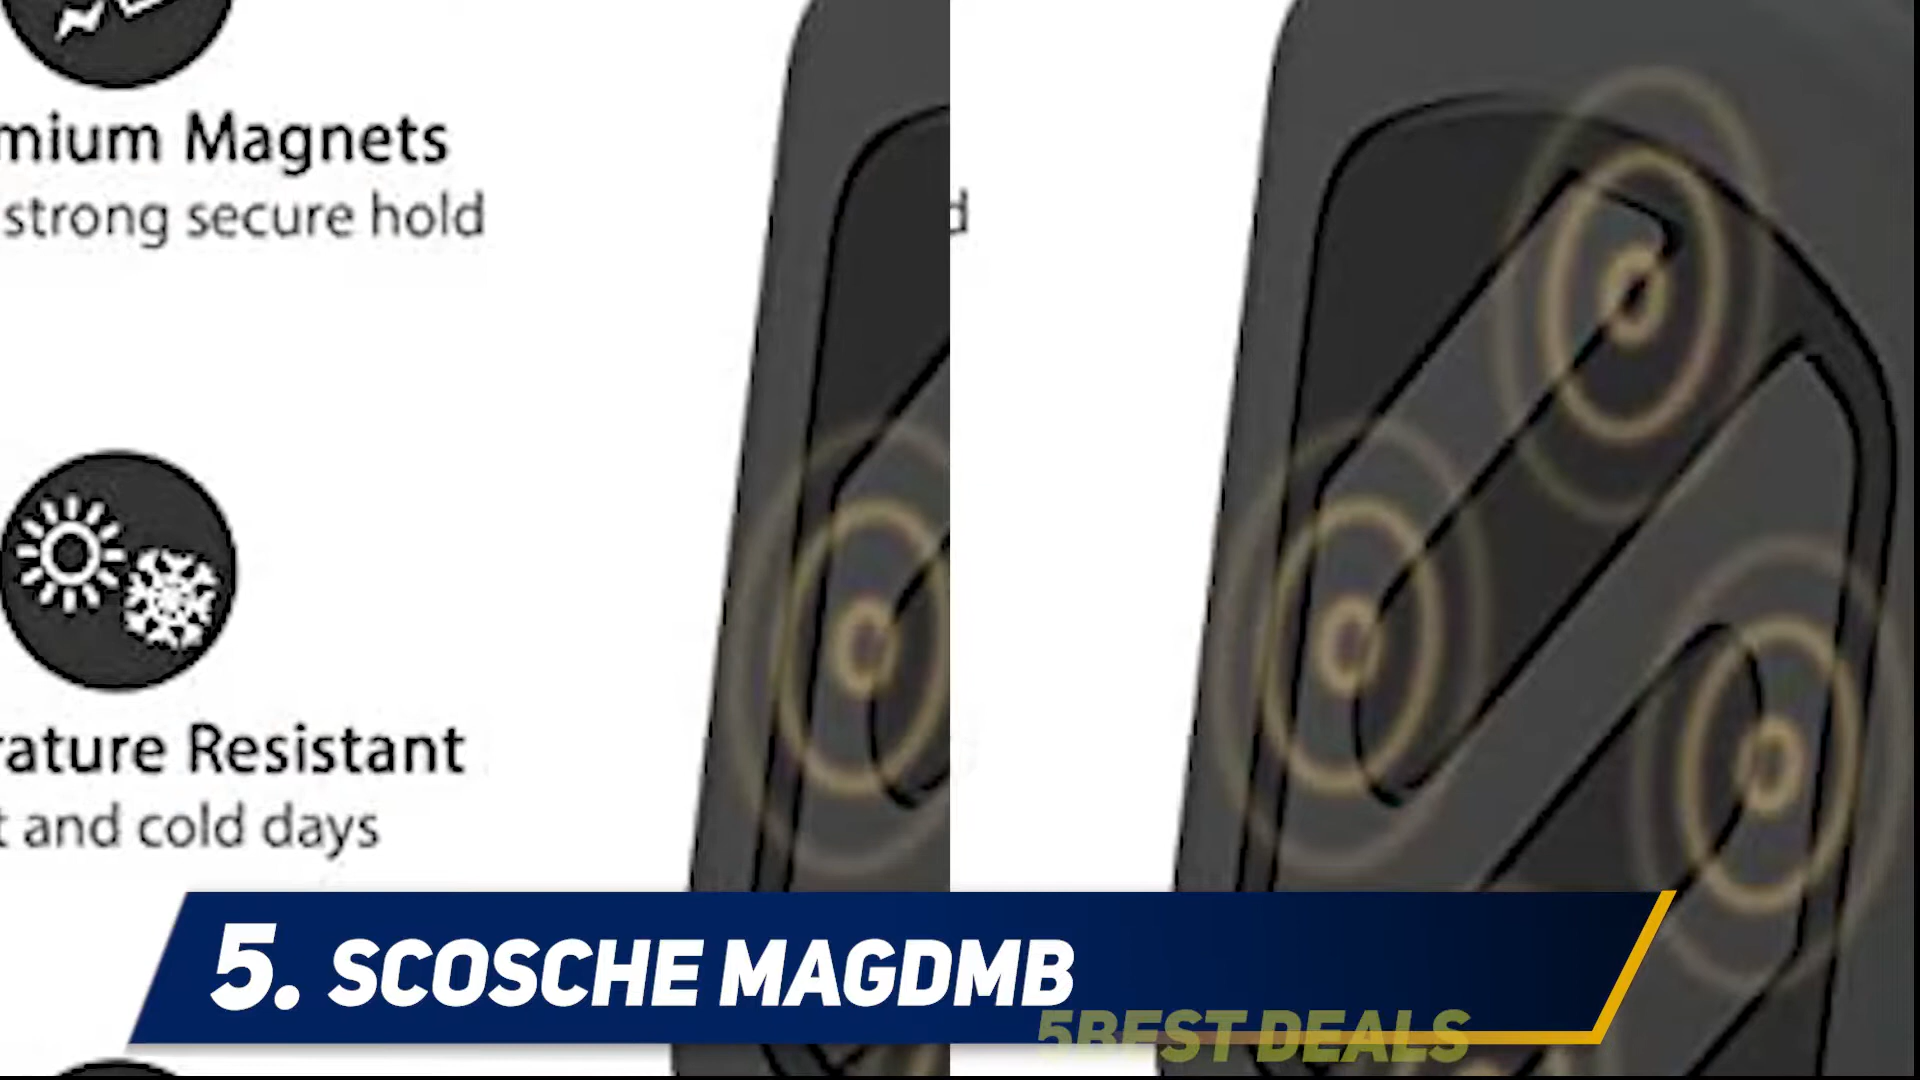 mium Magnets
strong secure hold
d
rature Resistant
t and cold days
5. SCOSCHE MAGDMB
5BEST DEALS